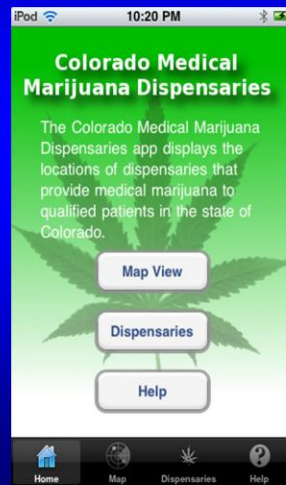 iPod 10:20 PM
Colorado Medical
Marijuana Dispensaries
The Colorado Medical Marijuana
Dispensaries app displays the
locations of dispensaries that
provide medical marijuana to
qualified patients in the state of
Colorado.
Map View
Dispensaries
Help
Home Map Dispensaries Help